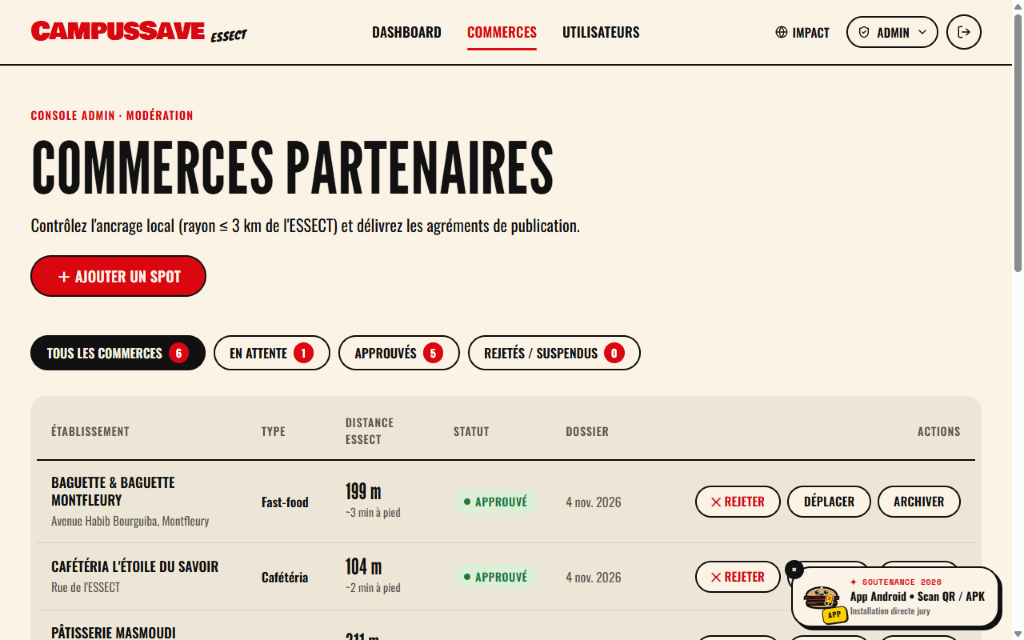 CAMPUSSAVE ESSECT
DASHBOARD COMMERCES UTILISATEURS
IMPACT ADMIN
CONSOLE ADMIN · MODÉRATION
COMMERCES PARTENAIRES
Contrôlez l'ancrage local (rayon ≤ 3 km de l'ESSECT) et délivrez les agréments de publication.
+ AJOUTER UN SPOT
TOUS LES COMMERCES 6 EN ATTENTE 1 APPROUVÉS 5 REJETÉS / SUSPENDUS 0
ÉTABLISSEMENT TYPE DISTANCE ESSECT STATUT DOSSIER ACTIONS
BAGUETTE & BAGUETTE MONTFLEURY
Avenue Habib Bourguiba, Montfleury
Fast-food
199 m
~3 min à pied
APPROUVÉ
4 nov. 2026
REJETER DÉPLACER ARCHIVER
CAFÉTÉRIA L'ÉTOILE DU SAVOIR
Rue de l'ESSECT
Cafétéria
104 m
~2 min à pied
APPROUVÉ
4 nov. 2026
REJETER
PÂTISSERIE MASMOUDI
211 m
SOUTENANCE 2026
App Android • Scan QR / APK
Installation directe jury
APP